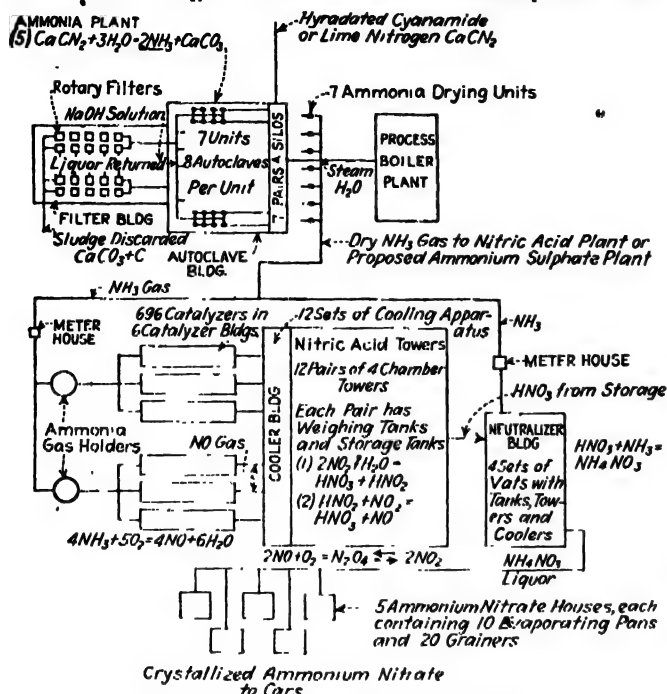 AMMONIA PLANT
(5) CaCN₂+3H₂O=2NH₃+CaCO₃
Hyradated Cyanamide
or Lime Nitrogen CaCN₂
Rotary Filters
NaOH Solution
7 Ammonia Drying Units
7 Units
8 Autoclaves
Per Unit
Liquor Returned
7 PAIRS 4 SILOS
Steam
H₂O
PROCESS
BOILER
PLANT
FILTER BLDG
Sludge Discarded
CaCO₃+C
AUTOCLAVE
BLDG.
Dry NH₃ Gas to Nitric Acid Plant or
Proposed Ammonium Sulphate Plant
NH₃ Gas
696 Catalyzers in
6 Catalyzer Bldgs.
12 Sets of Cooling Appar-
atus
NH₃
METER
HOUSE
METER HOUSE
Nitric Acid Towers
12 Pairs of 4 Chamber
Towers
Each Pair has
Weighing Tanks
and Storage Tanks
(1) 2NO₂ H₂O =
HNO₃ + HNO₂
(2) HNO₂ + NO₂ =
HNO₃ + NO
COOLER BLDG
HNO₃ from Storage
Ammonia
Gas Holders
NO Gas
NEUTRALIZER
BLDG
4 Sets of
Vats with
Tanks, Tow-
ers and
Coolers
HNO₃+NH₃=
NH₄NO₃
4NH₃+5O₂=4NO+6H₂O
2NO+O₂ = N₂O₄ ⇌ 2NO₂
NH₄NO₃
Liquor
5 Ammonium Nitrate Houses, each
containing 10 Evaporating Pans
and 20 Grainers
Crystallized Ammonium Nitrate
to Cars